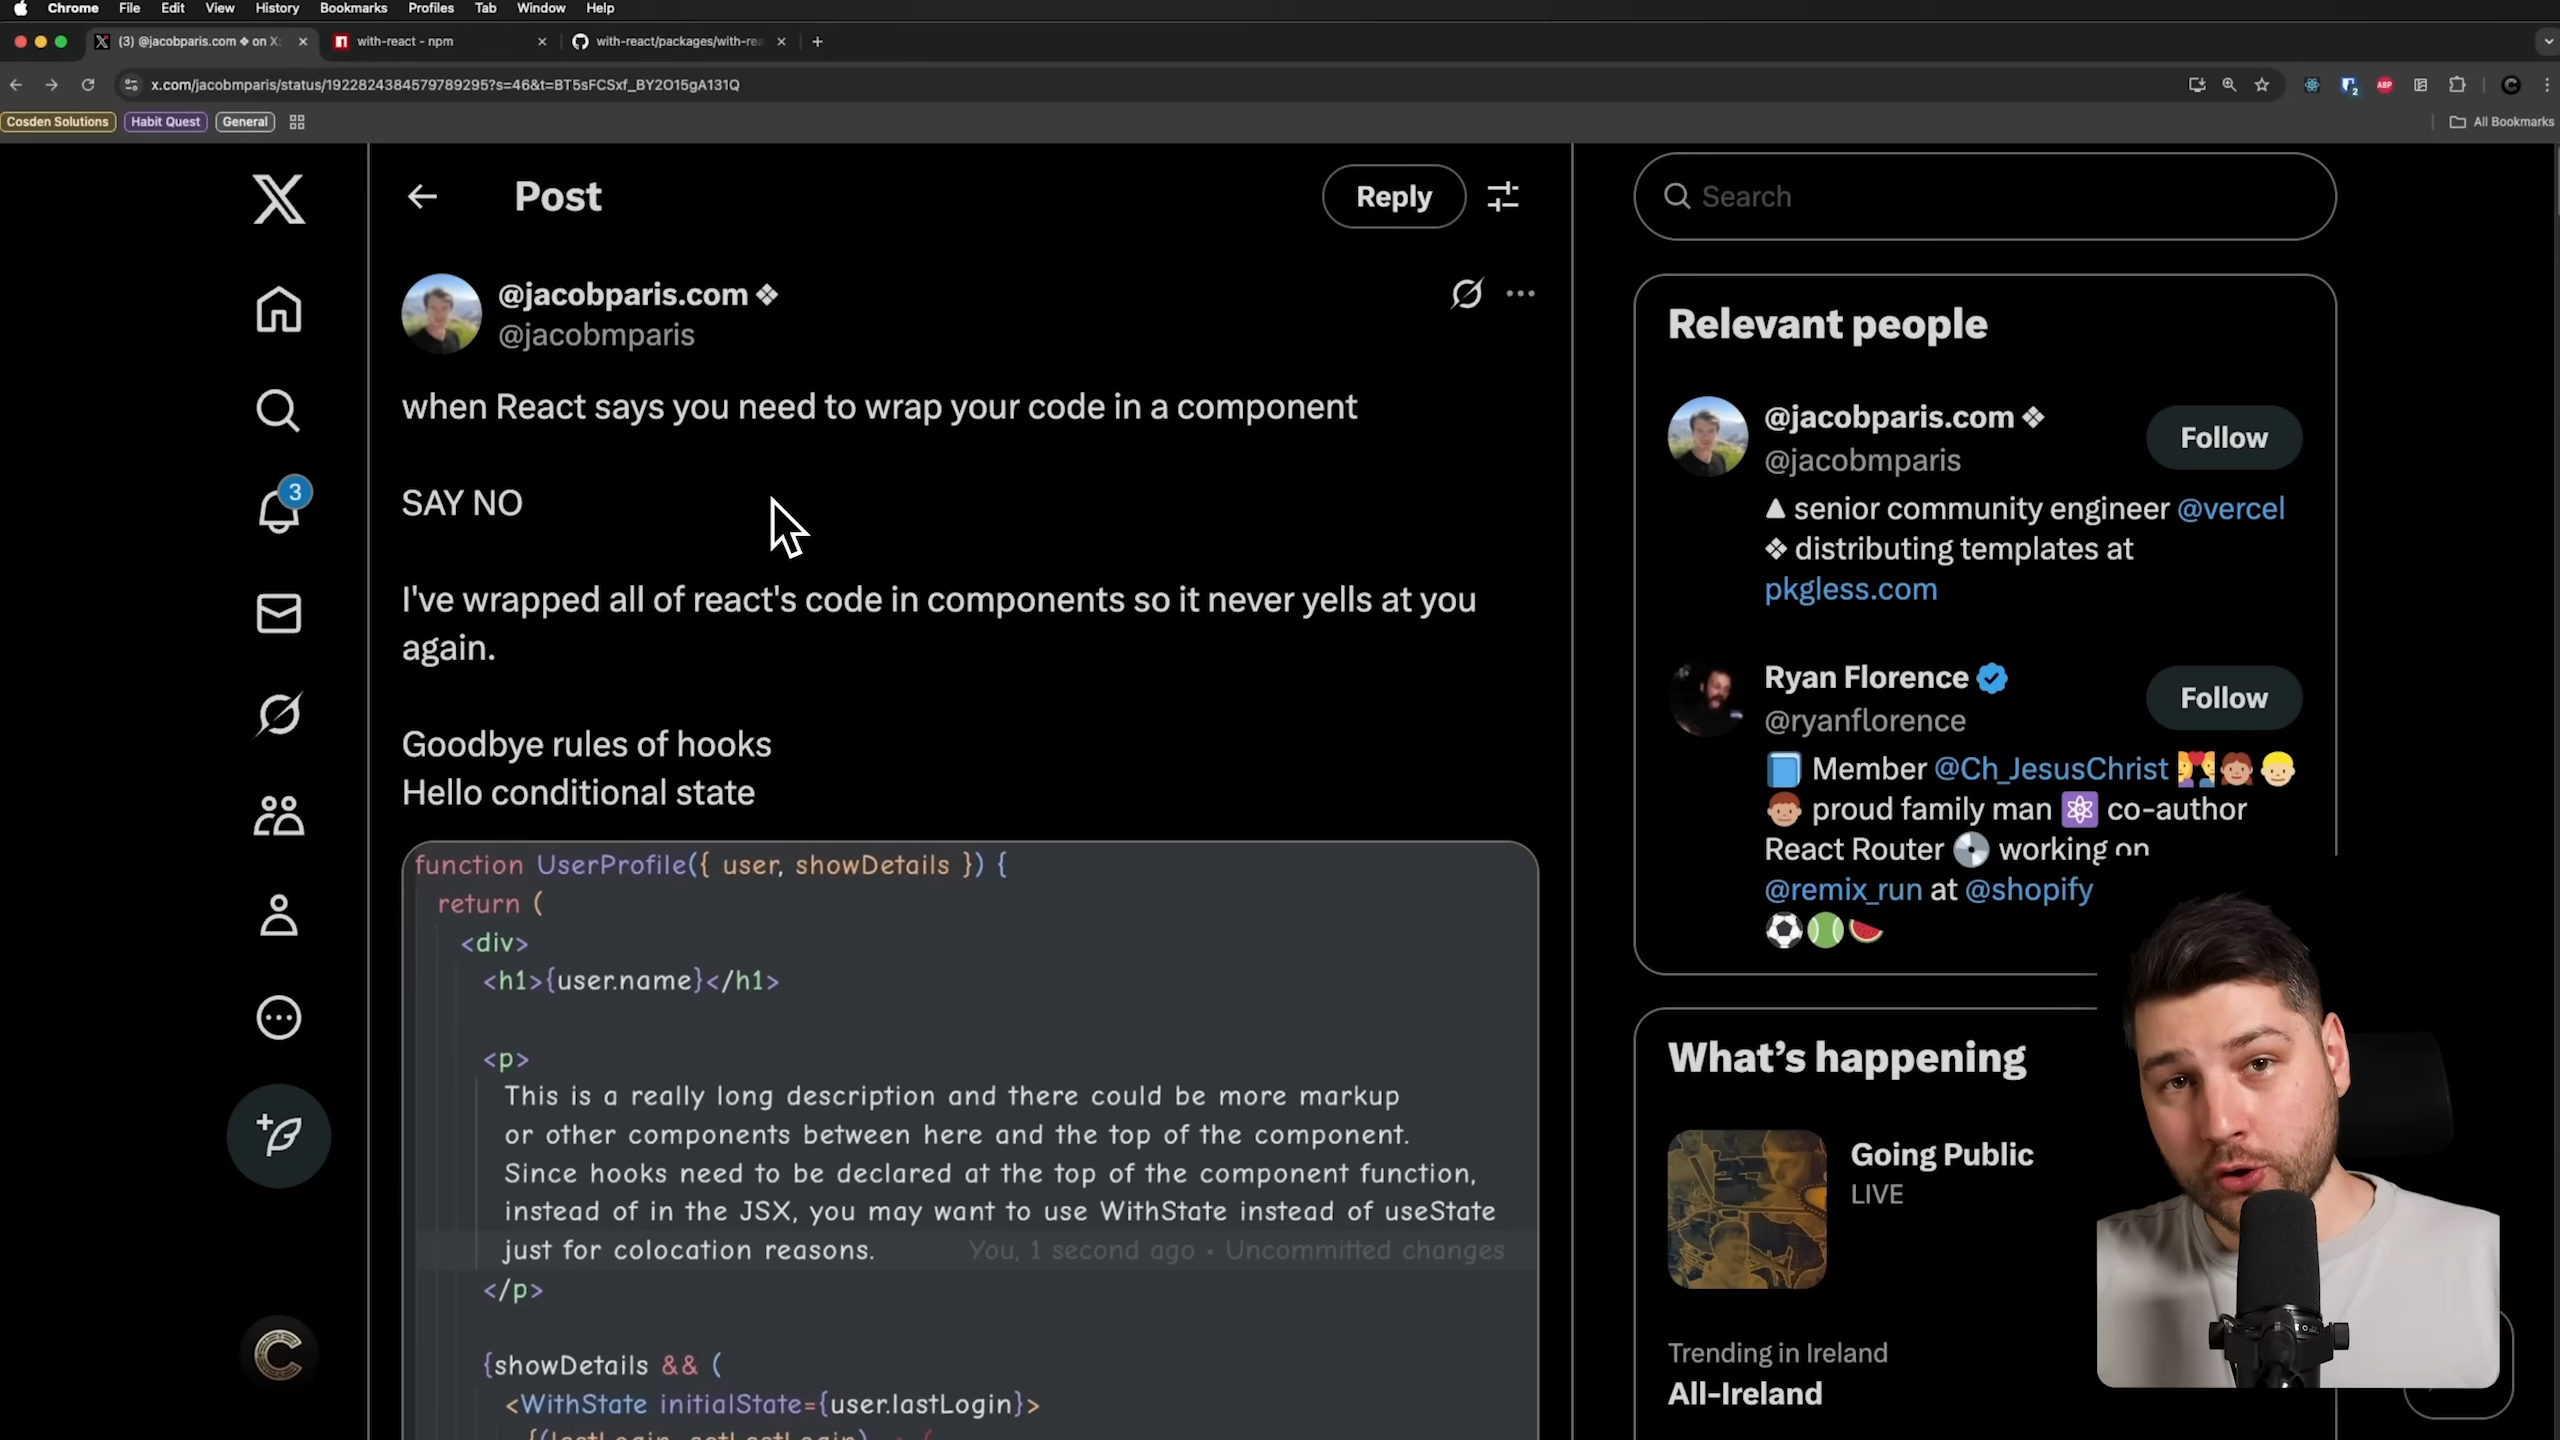 Chrome File Edit View History Bookmarks Profiles Tab Window Help
(3) @jacobparis.com ❖ on X:
with-react - npm
with-react/packages/with-rea
x.com/jacobmparis/status/1922824384579789295?s=46&t=BT5sFCSxf_BY2O15gA131Q
2
ABP
Cosden Solutions
Habit Quest
General
All Bookmarks
Post
Reply
@jacobparis.com ❖
@jacobmparis
when React says you need to wrap your code in a component
SAY NO
I've wrapped all of react's code in components so it never yells at you
again.
Goodbye rules of hooks
Hello conditional state
3
function UserProfile({ user, showDetails }) {
return (
<div>
<h1>{user.name}</h1>
<p>
This is a really long description and there could be more markup
or other components between here and the top of the component.
Since hooks need to be declared at the top of the component function,
instead of in the JSX, you may want to use WithState instead of useState
just for colocation reasons. You, 1 second ago • Uncommitted changes
</p>
{showDetails && (
<WithState initialState={user.lastLogin}>
Search
Relevant people
@jacobparis.com ❖
@jacobmparis
Follow
▲ senior community engineer @vercel
❖ distributing templates at
pkgless.com
Ryan Florence
@ryanflorence
Follow
Member @Ch_JesusChrist
proud family man ⚛ co-author
React Router 💿 working on
@remix_run at @shopify
What's happening
Going Public
LIVE
Trending in Ireland
All-Ireland